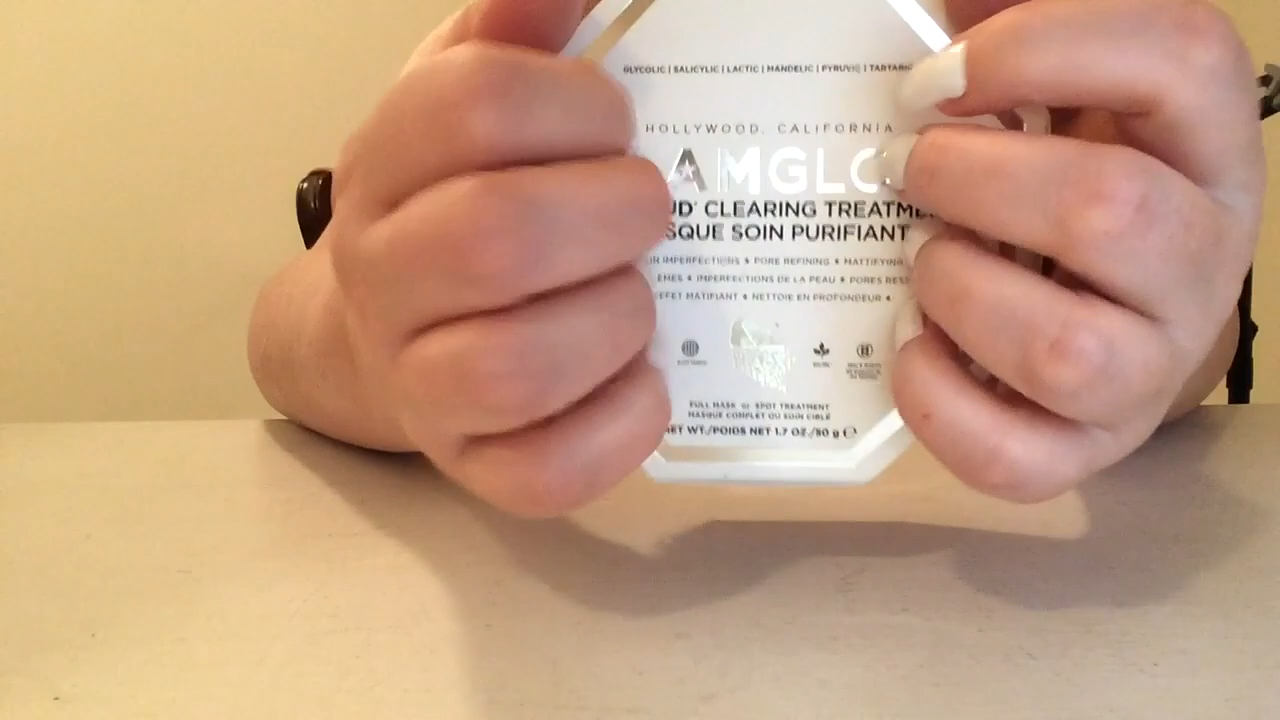 GLYCOLIC | SALICYLIC | LACTIC | MANDELIC | PYRUVIC | TARTARIC
HOLLYWOOD, CALIFORNIA
AMGLO
UD® CLEARING TREATME
SQUE SOIN PURIFIANT
IMPERFECTIONS ★ PORE REFINING ★ MATTIFYING
ÈMES ★ IMPERFECTIONS DE LA PEAU ★ PORES RES
EFFET MATIFIANT ★ NETTOIE EN PROFONDEUR ★
FULL MASK or SPOT TREATMENT
MASQUE COMPLET OU SOIN CIBLÉ
NET WT./POIDS NET 1.7 OZ./50 g ℮